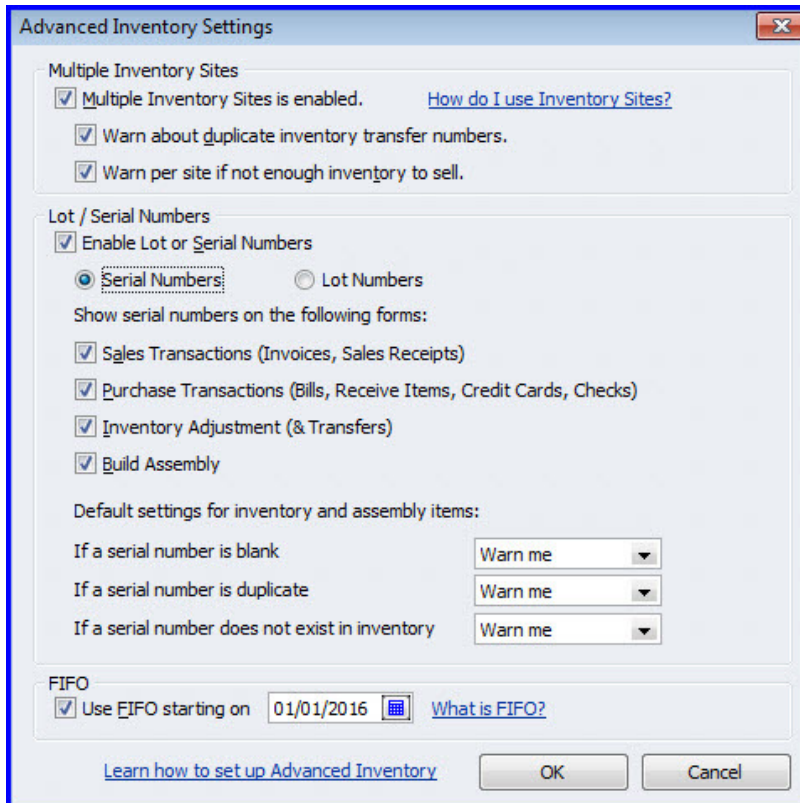 Advanced Inventory Settings
Multiple Inventory Sites
Multiple Inventory Sites is enabled. How do I use Inventory Sites?
Warn about duplicate inventory transfer numbers.
Warn per site if not enough inventory to sell.
Lot / Serial Numbers
Enable Lot or Serial Numbers
Serial Numbers Lot Numbers
Show serial numbers on the following forms:
Sales Transactions (Invoices, Sales Receipts)
Purchase Transactions (Bills, Receive Items, Credit Cards, Checks)
Inventory Adjustment (& Transfers)
Build Assembly
Default settings for inventory and assembly items:
If a serial number is blank Warn me
If a serial number is duplicate Warn me
If a serial number does not exist in inventory Warn me
FIFO
Use FIFO starting on 01/01/2016 What is FIFO?
Learn how to set up Advanced Inventory OK Cancel